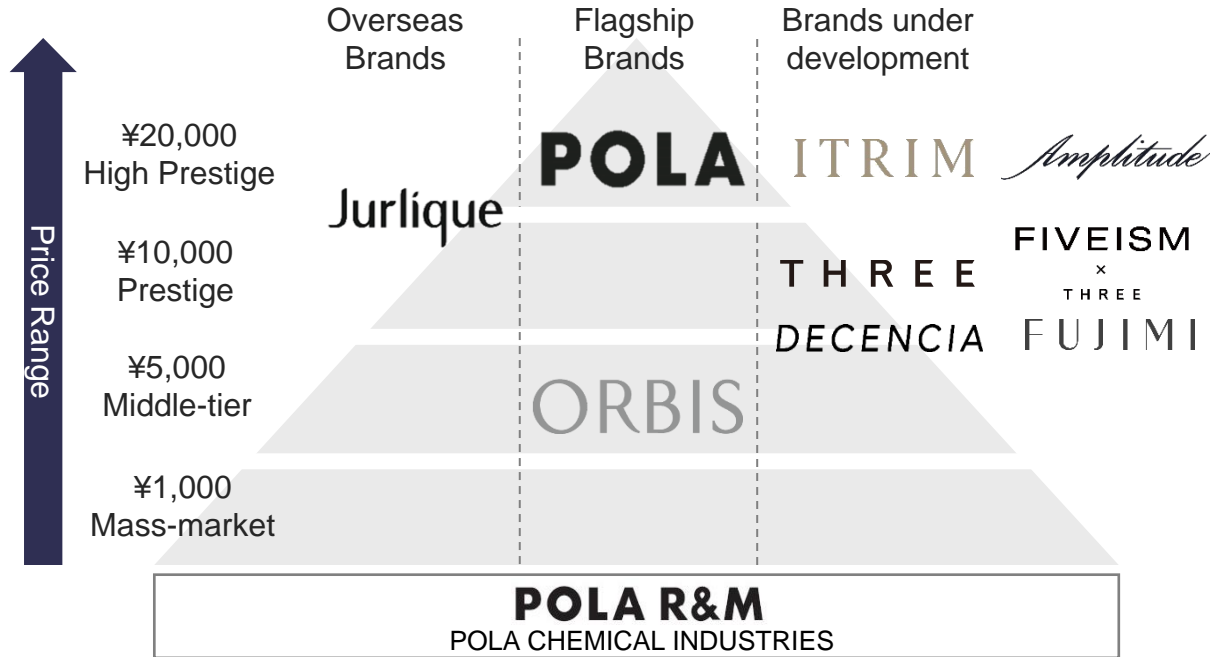 Overseas
Brands
Flagship
Brands
Brands under
development
Price Range
¥20,000
High Prestige
¥10,000
Prestige
¥5,000
Middle-tier
¥1,000
Mass-market
Jurlique
POLA
ORBIS
ITRIM
Amplitude
THREE
FIVEISM
×
THREE
DECENCIA
FUJIMI
POLA R&M
POLA CHEMICAL INDUSTRIES